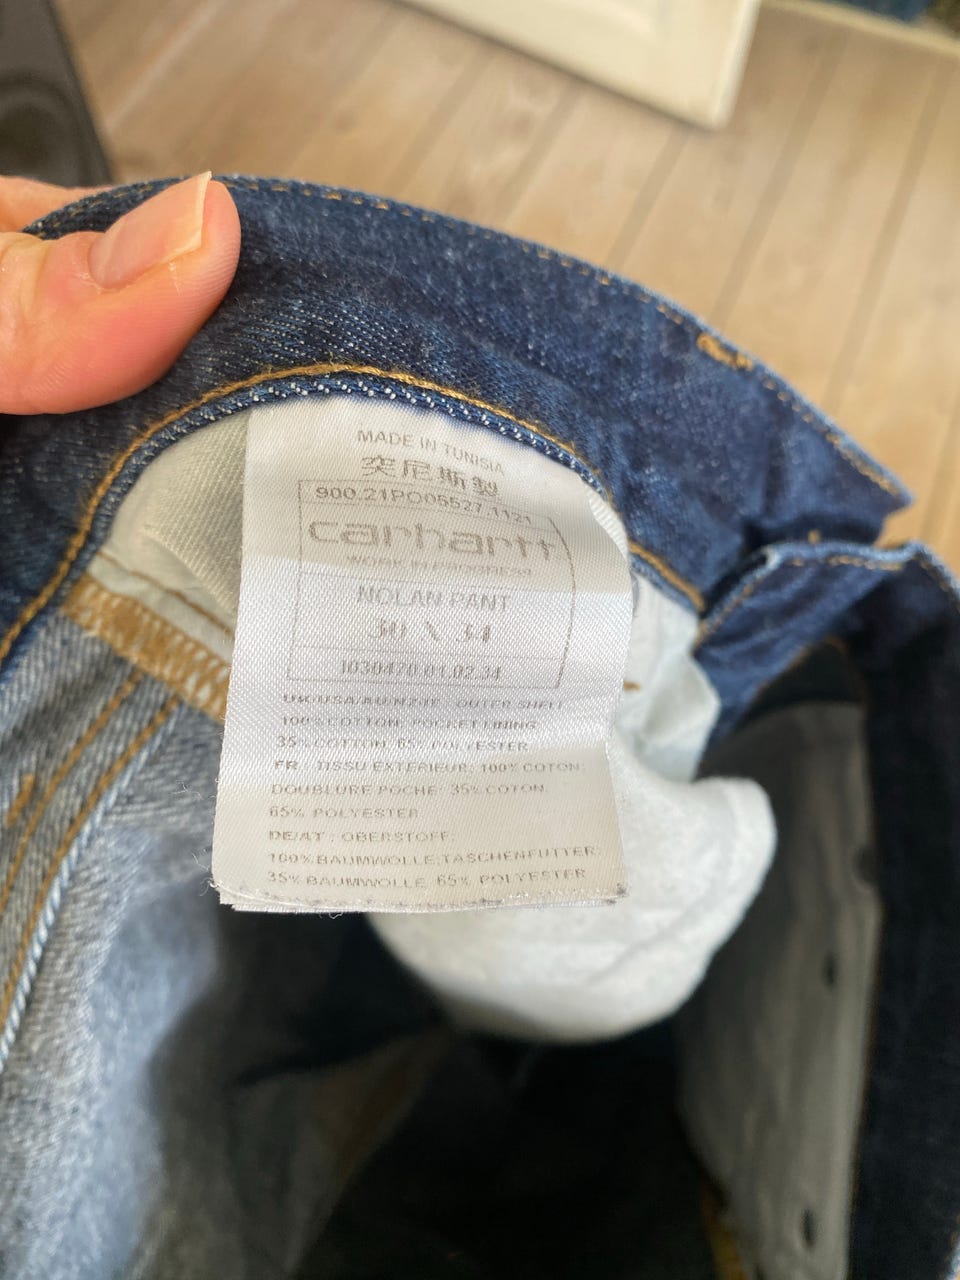 MADE IN TUNISIA
突尼斯製
900.21PO05527.1121
carhartt
WORK IN PROGRESS
NOLAN PANT
30 \ 34
I030470.01.02.34
UK/USA/AU/NZ/IE : OUTER SHELL
100% COTTON; POCKET LINING
35% COTTON, 65% POLYESTER
FR : TISSU EXTERIEUR: 100% COTON;
DOUBLURE POCHE: 35% COTON,
65% POLYESTER
DE/AT : OBERSTOFF:
100% BAUMWOLLE;TASCHENFUTTER:
35% BAUMWOLLE, 65% POLYESTER